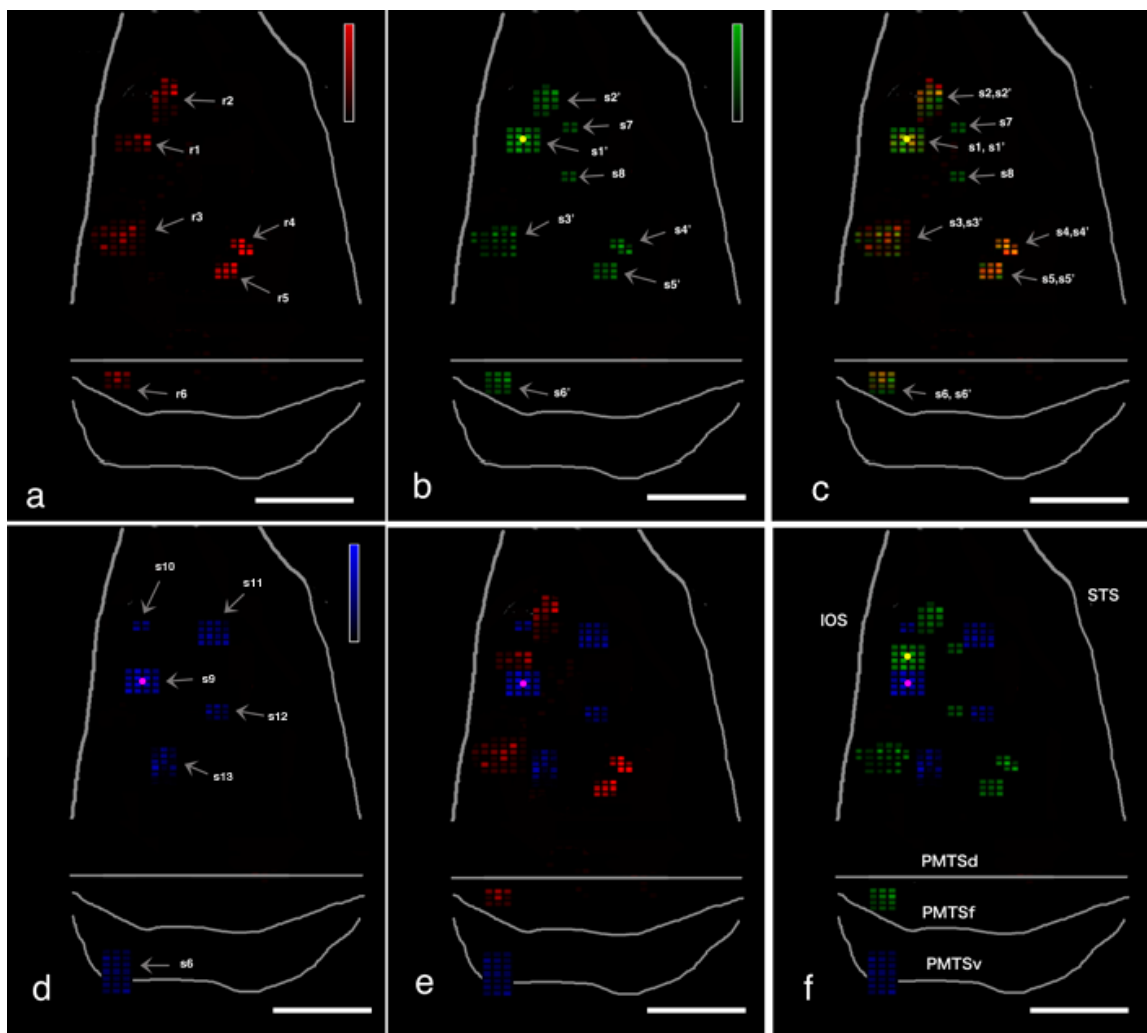 r2
r1
r3
r4
r5
r6
a
s2'
s7
s1'
s8
s3'
s4'
s5'
s6'
b
s2,s2'
s7
s1, s1'
s8
s3,s3'
s4,s4'
s5,s5'
s6, s6'
c
s10
s11
s9
s12
s13
s6
d
e
IOS
STS
PMTSd
PMTSf
PMTSv
f